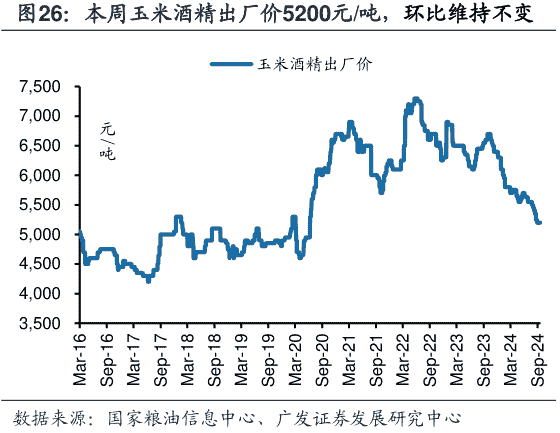 图26：本周玉米酒精出厂价5200元/吨，环比维持不变
玉米酒精出厂价
元/吨
7,500
7,000
6,500
6,000
5,500
5,000
4,500
4,000
3,500
Mar-16
Sep-16
Mar-17
Sep-17
Mar-18
Sep-18
Mar-19
Sep-19
Mar-20
Sep-20
Mar-21
Sep-21
Mar-22
Sep-22
Mar-23
Sep-23
Mar-24
Sep-24
数据来源：国家粮油信息中心、广发证券发展研究中心